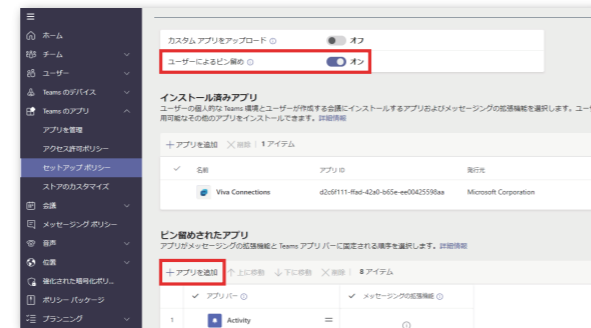 ホーム
チーム
ユーザー
Teams のデバイス
Teams のアプリ
アプリを管理
アクセス許可ポリシー
セットアップ ポリシー
ストアのカスタマイズ
会議
メッセージング ポリシー
音声
位置
強化された暗号化ポリ...
ポリシー パッケージ
プランニング
カスタム アプリをアップロード オフ
ユーザーによるピン留め オン
インストール済みアプリ
ユーザーの個人的な Teams 環境とユーザーが作成する会議にインストールするアプリおよびメッセージングの拡張機能を選択します。ユー
用可能なその他のアプリをインストールできます。詳細情報
+ アプリを追加 × 削除 | 1 アイテム
名前 アプリ ID 発行元
Viva Connections d2c6f111-ffad-42a0-b65e-ee00425598aa Microsoft Corporation
ピン留めされたアプリ
アプリがメッセージングの拡張機能と Teams アプリ バーに固定される順序を選択します。詳細情報
+ アプリを追加 ↑ 上に移動 ↓ 下に移動 × 削除 | 8 アイテム
アプリ バー メッセージングの拡張機能
1 Activity